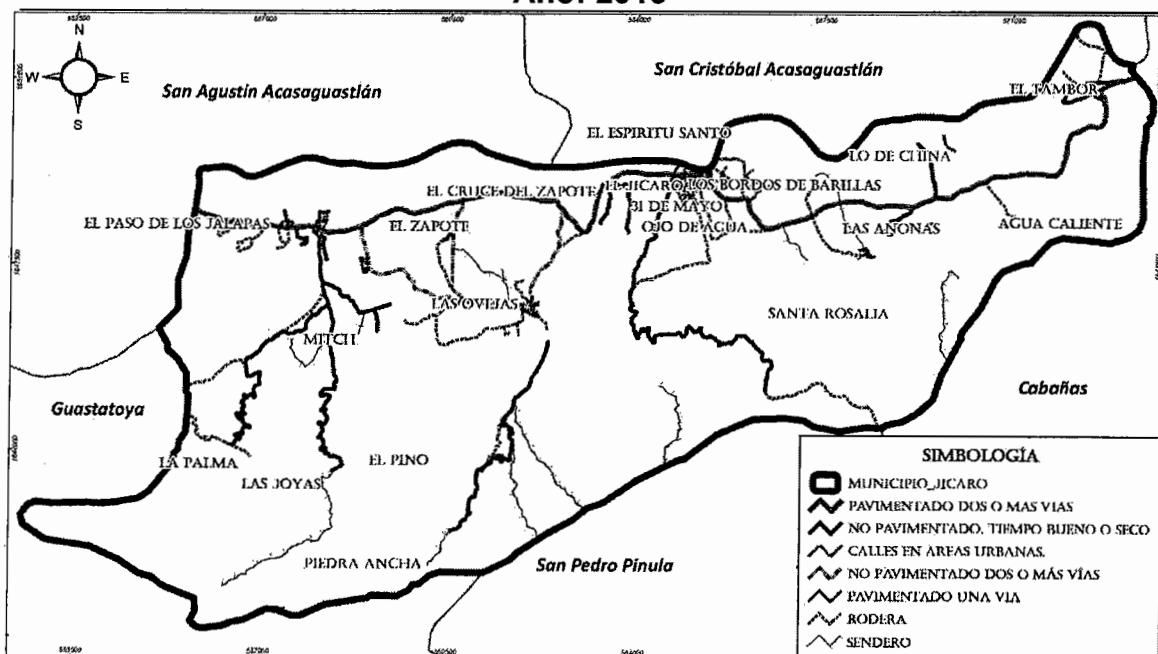 N
W E
S
San Agustín Acasaguastlán
San Cristóbal Acasaguastlán
EL TAMBOR
EL ESPIRITU SANTO
LO DE CHINA
EL CRUCE DEL ZAPOTE
EL JICARO
LOS BORDOS DE BARILLAS
31 DE MAYO
EL PASO DE LOS JALAPAS
EL ZAPOTE
OJO DE AGUA
LAS ANONAS
AGUA CALIENTE
LAS OVEJAS
SANTA ROSALIA
MITCH
Guastatoya
Cabañas
LA PALMA
EL PINO
LAS JOYAS
PIEDRA ANCHA
San Pedro Pinula
SIMBOLOGÍA
MUNICIPIO_JICARO
PAVIMENTADO DOS O MAS VIAS
NO PAVIMENTADO, TIEMPO BUENO O SECO
CALLES EN AREAS URBANAS.
NO PAVIMENTADO DOS O MÁS VÍAS
PAVIMENTADO UNA VIA
RODERA
SENDERO